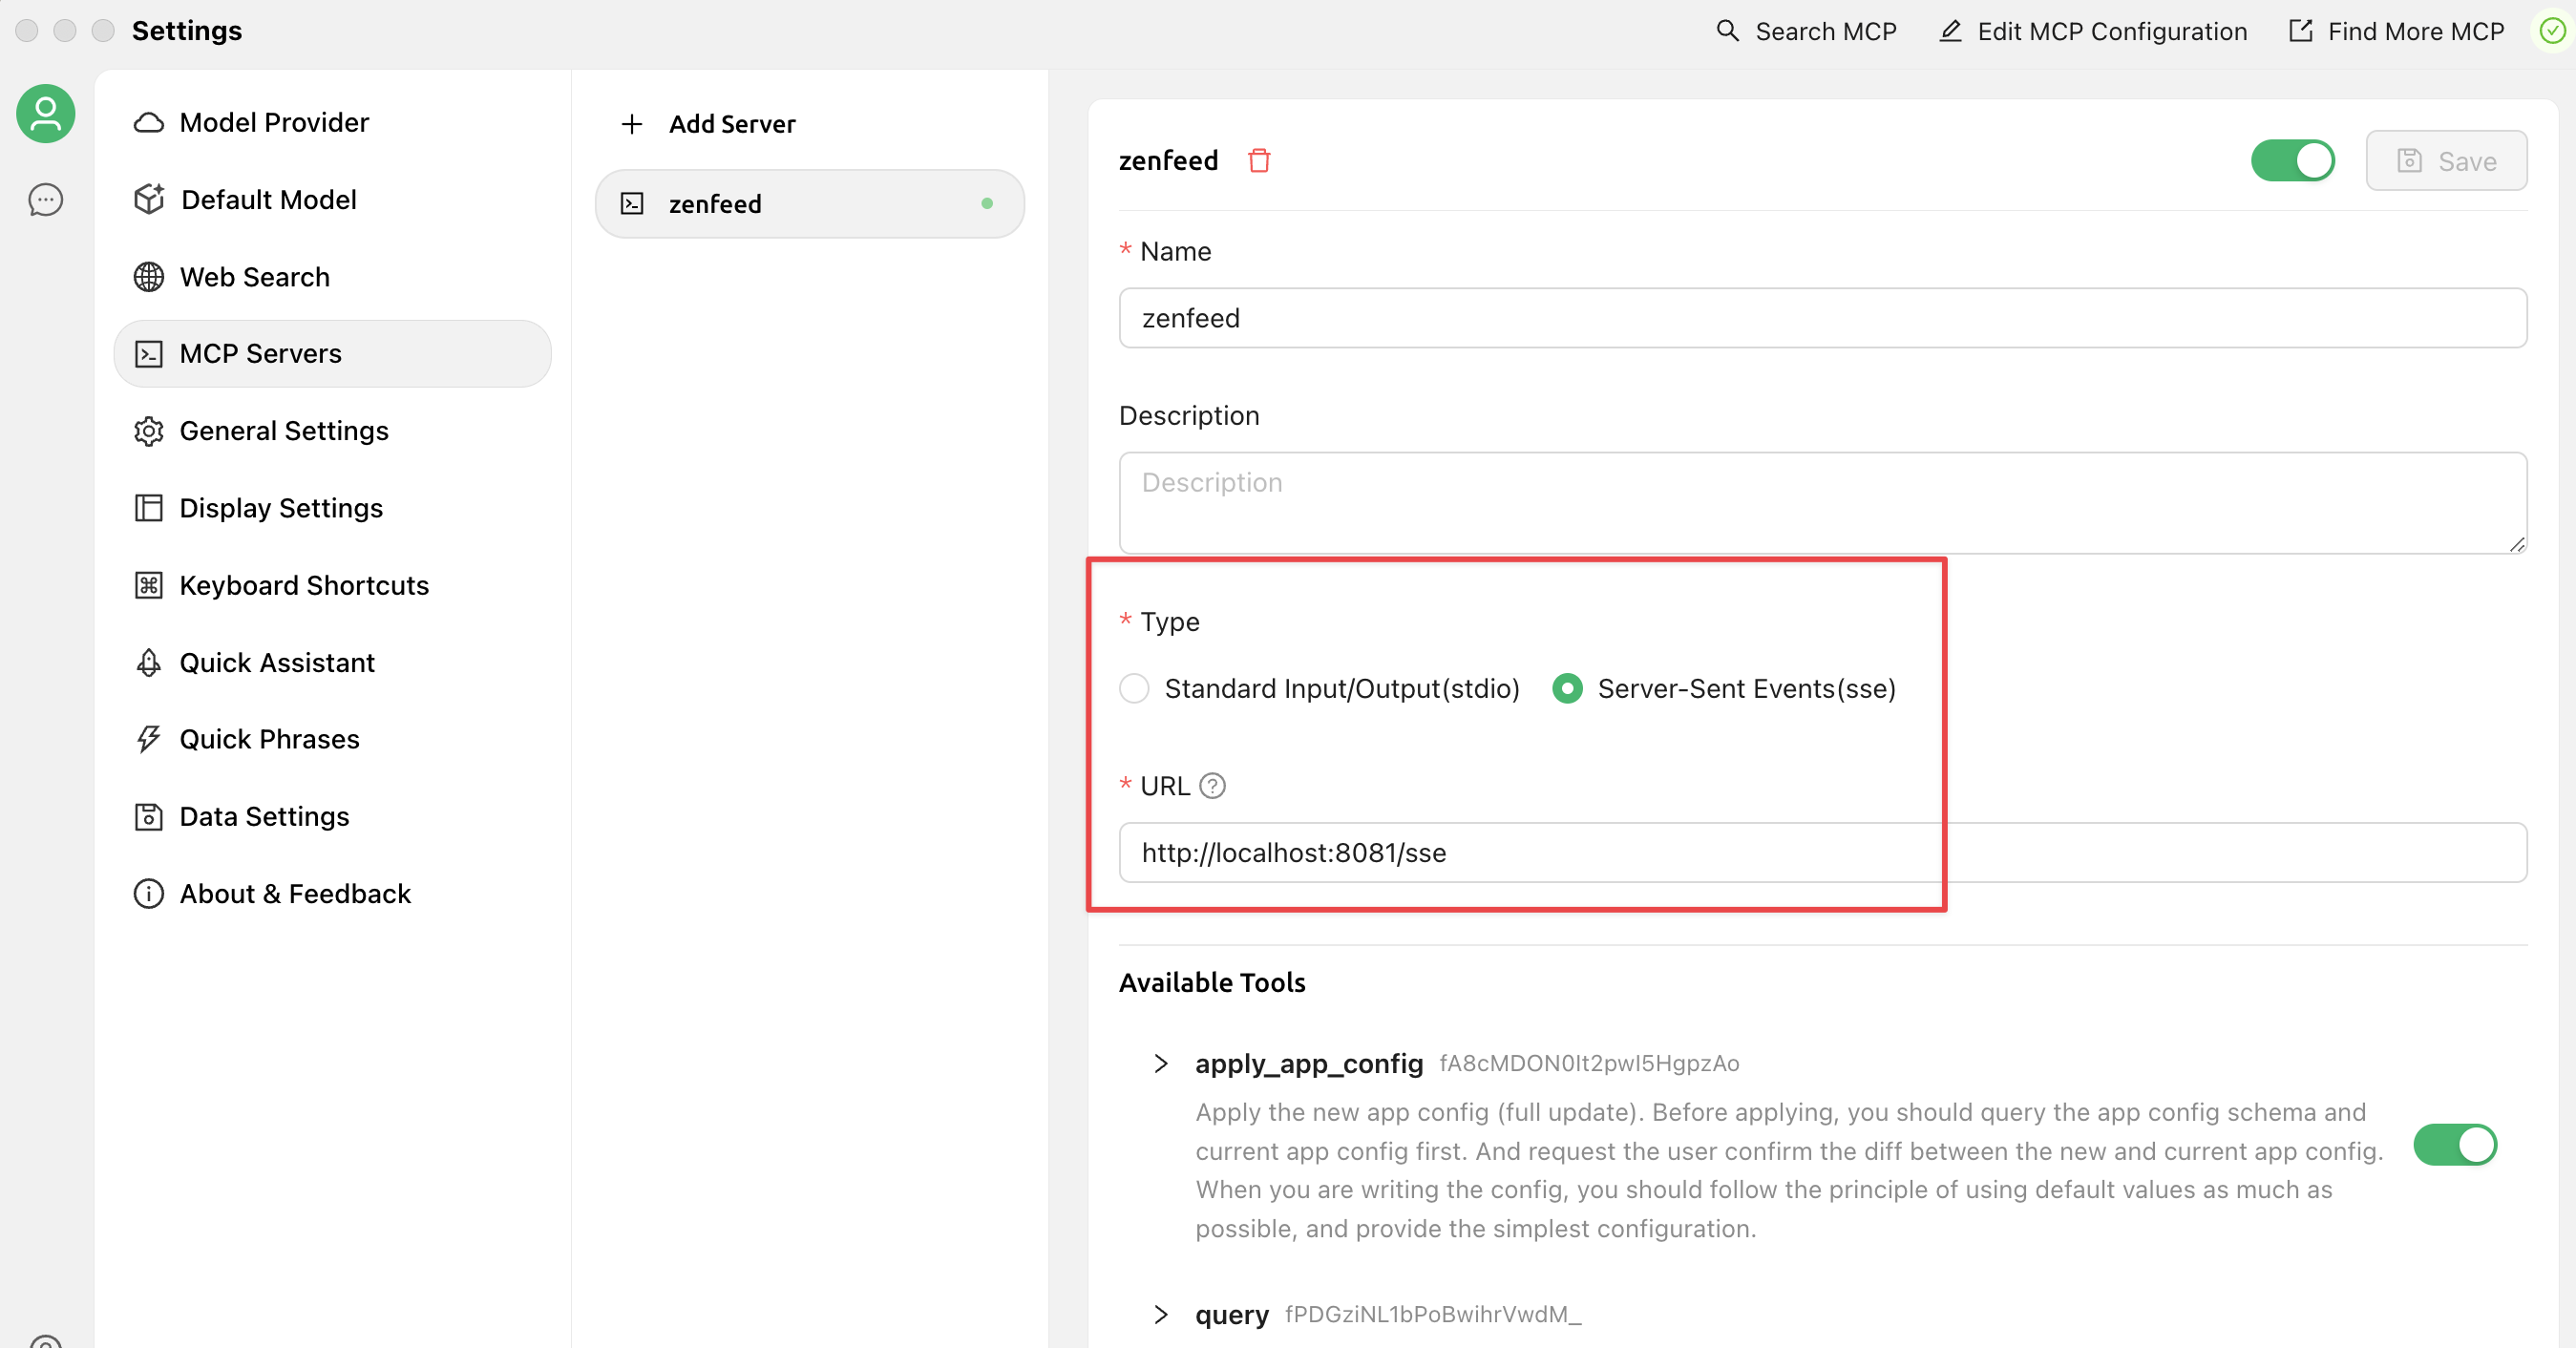 Settings
Search MCP
Edit MCP Configuration
Find More MCP
Model Provider
Default Model
Web Search
MCP Servers
General Settings
Display Settings
Keyboard Shortcuts
Quick Assistant
Quick Phrases
Data Settings
About & Feedback
Add Server
zenfeed
zenfeed
Save
* Name
zenfeed
Description
Description
* Type
Standard Input/Output(stdio)
Server-Sent Events(sse)
* URL
http://localhost:8081/sse
Available Tools
apply_app_config fA8cMDON0It2pwI5HgpzAo
Apply the new app config (full update). Before applying, you should query the app config schema and
current app config first. And request the user confirm the diff between the new and current app config.
When you are writing the config, you should follow the principle of using default values as much as
possible, and provide the simplest configuration.
query fPDGziNL1bPoBwihrVwdM_